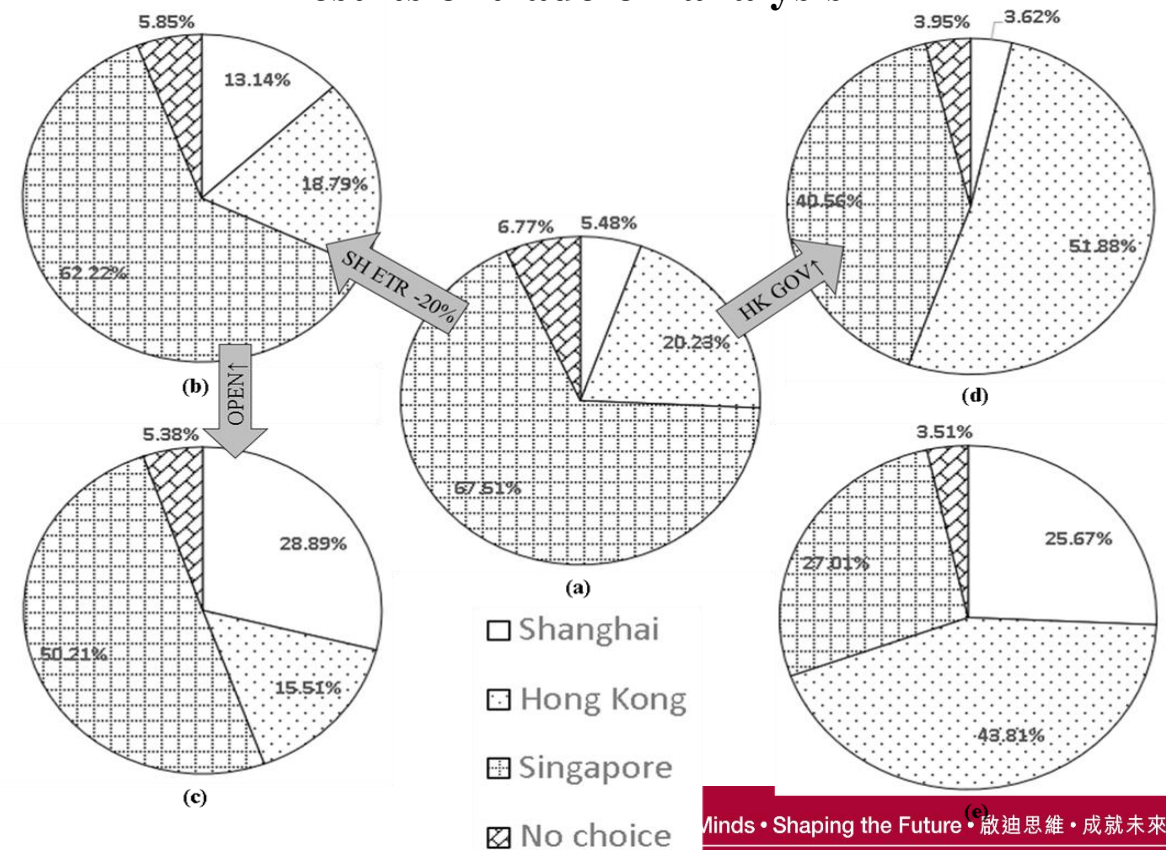 5.85%
13.14%
18.79%
62.22%
(b)
SH ETR -20%
6.77%
5.48%
20.23%
67.51%
(a)
HK GOV↑
3.95%
3.62%
40.56%
51.88%
(d)
OPEN↑
5.38%
28.89%
50.21%
15.51%
(c)
3.51%
25.67%
27.01%
43.81%
(e)
Shanghai
Hong Kong
Singapore
No choice
Minds • Shaping the Future • 啟迪思維 • 成就未來